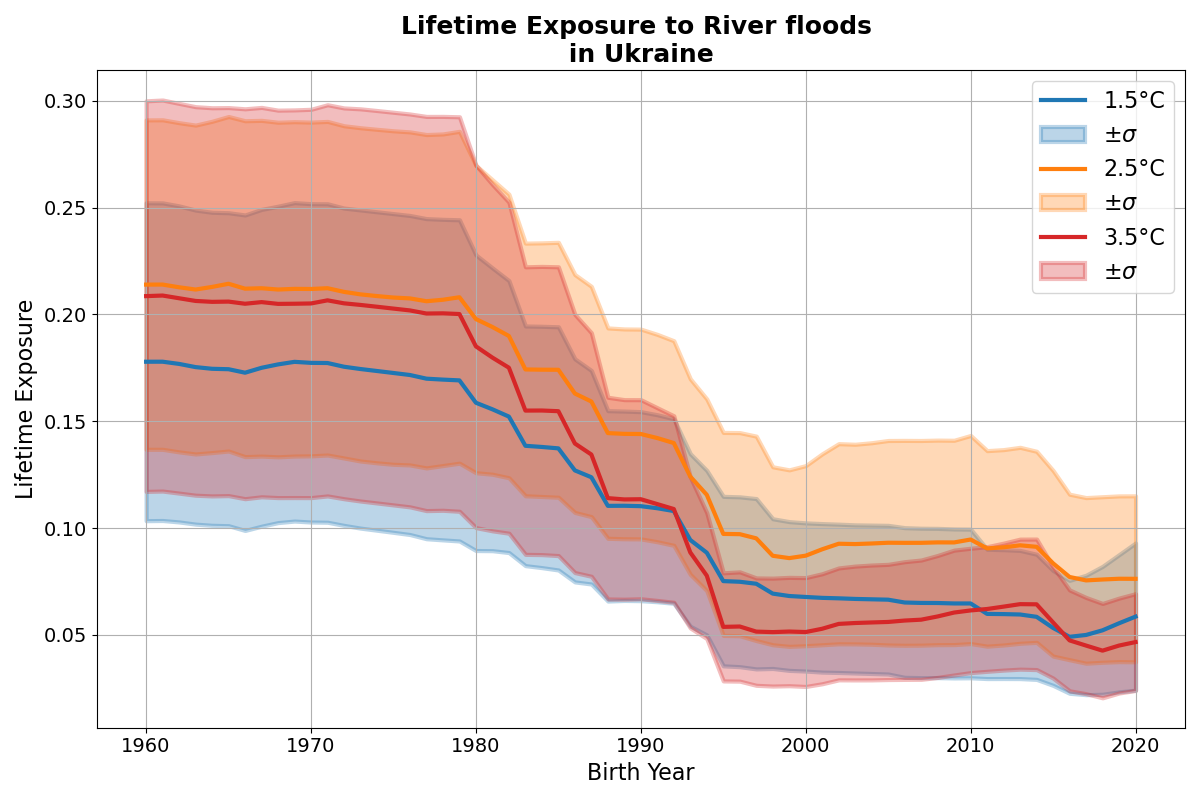 Lifetime Exposure to River floods
in Ukraine
Lifetime Exposure
0.30
0.25
0.20
0.15
0.10
0.05
1960
1970
1980
1990
2000
2010
2020
Birth Year
1.5°C
±σ
2.5°C
±σ
3.5°C
±σ